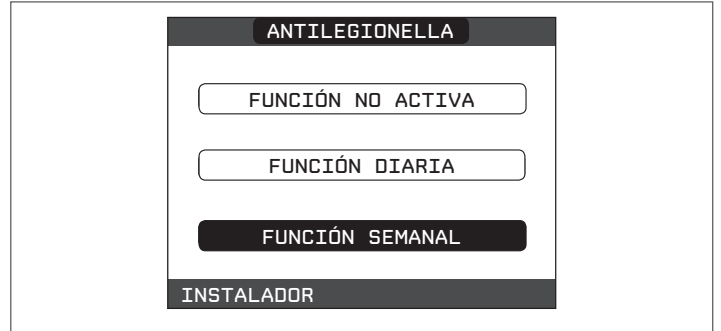 ANTILEGIONELLA
FUNCIÓN NO ACTIVA
FUNCIÓN DIARIA
FUNCIÓN SEMANAL
INSTALADOR